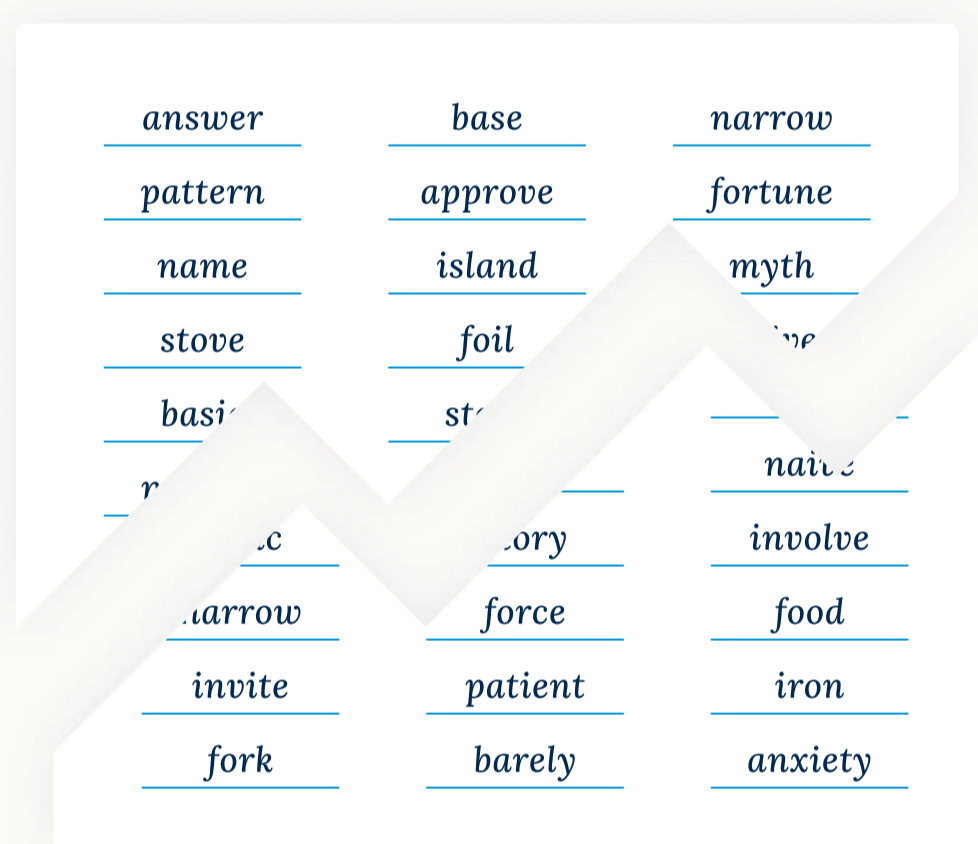 answer base narrow
pattern approve fortune
name island myth
stove foil
naive
involve
force food
invite patient iron
fork barely anxiety